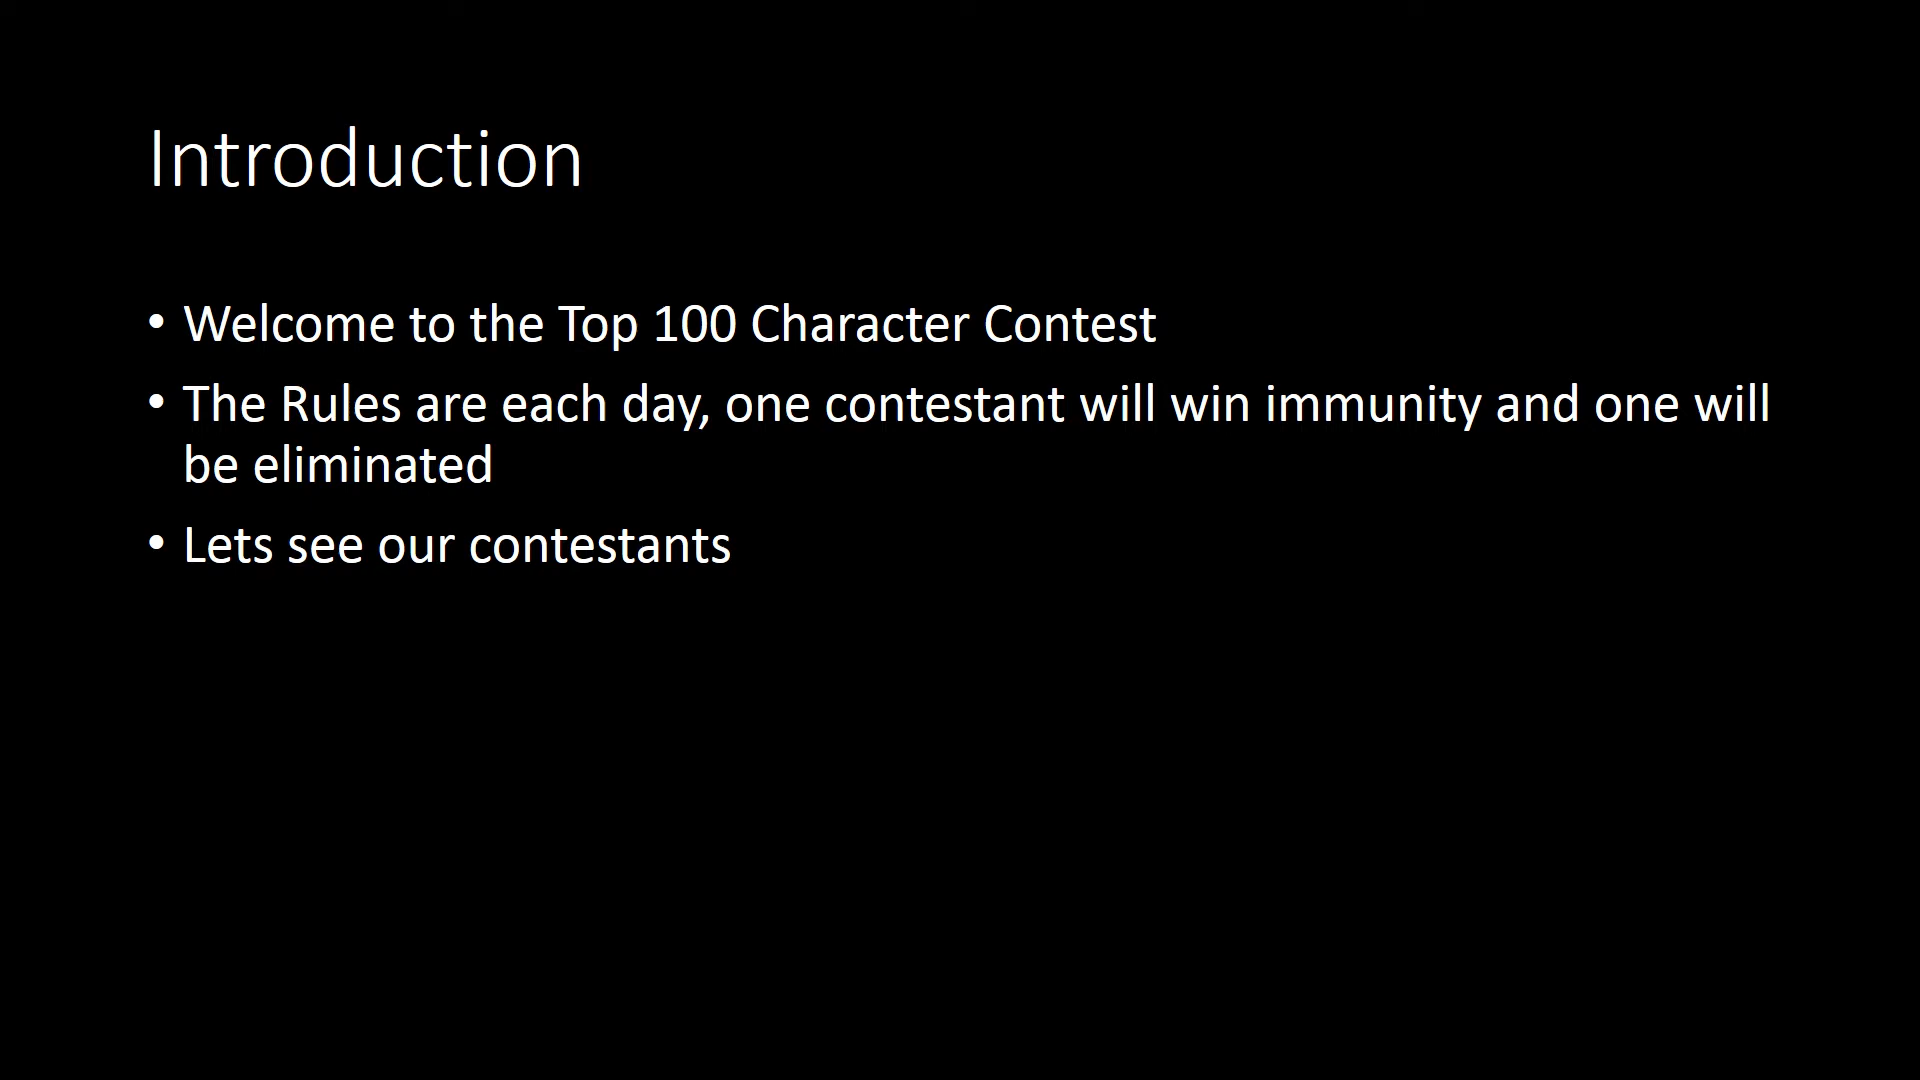 Introduction
• Welcome to the Top 100 Character Contest
• The Rules are each day, one contestant will win immunity and one will
be eliminated
• Lets see our contestants